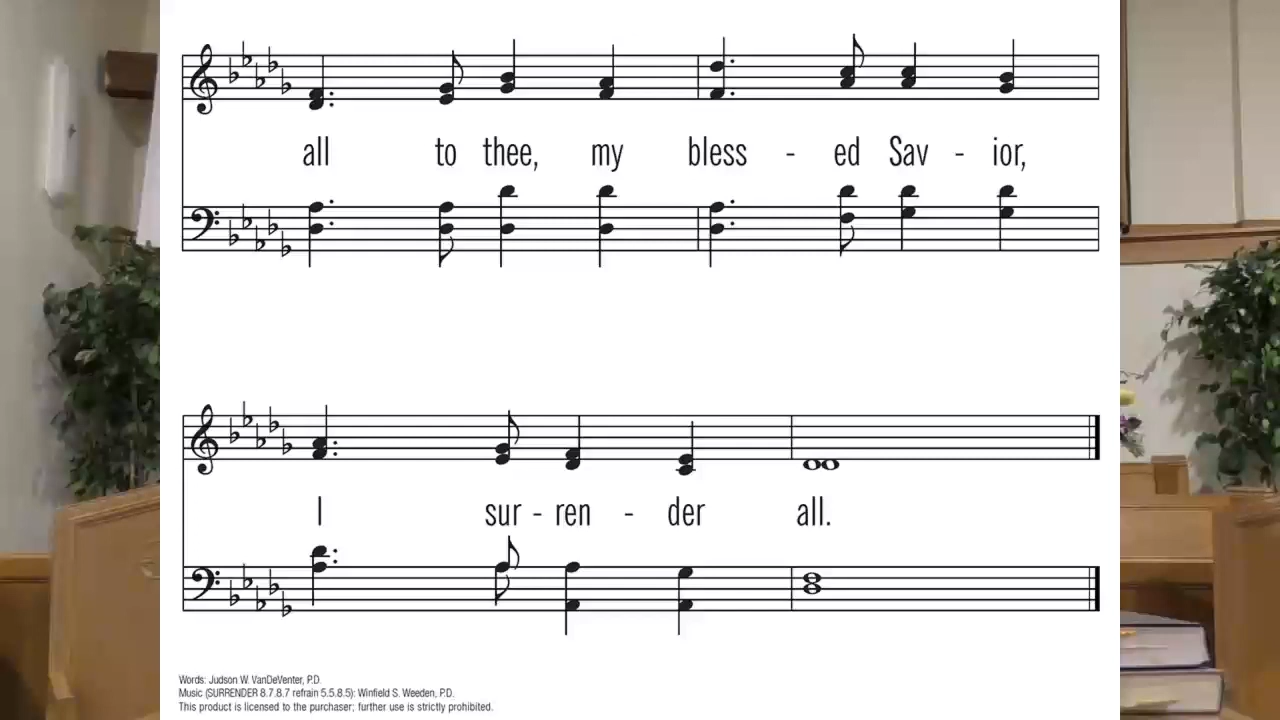 all to thee, my bless - ed Sav - ior,
I sur - ren - der all.
Words: Judson W. VanDeVenter, P.D.
Music (SURRENDER 8.7.8.7 refrain 5.5.8.5): Winfield S. Weeden, P.D.
This product is licensed to the purchaser; further use is strictly prohibited.